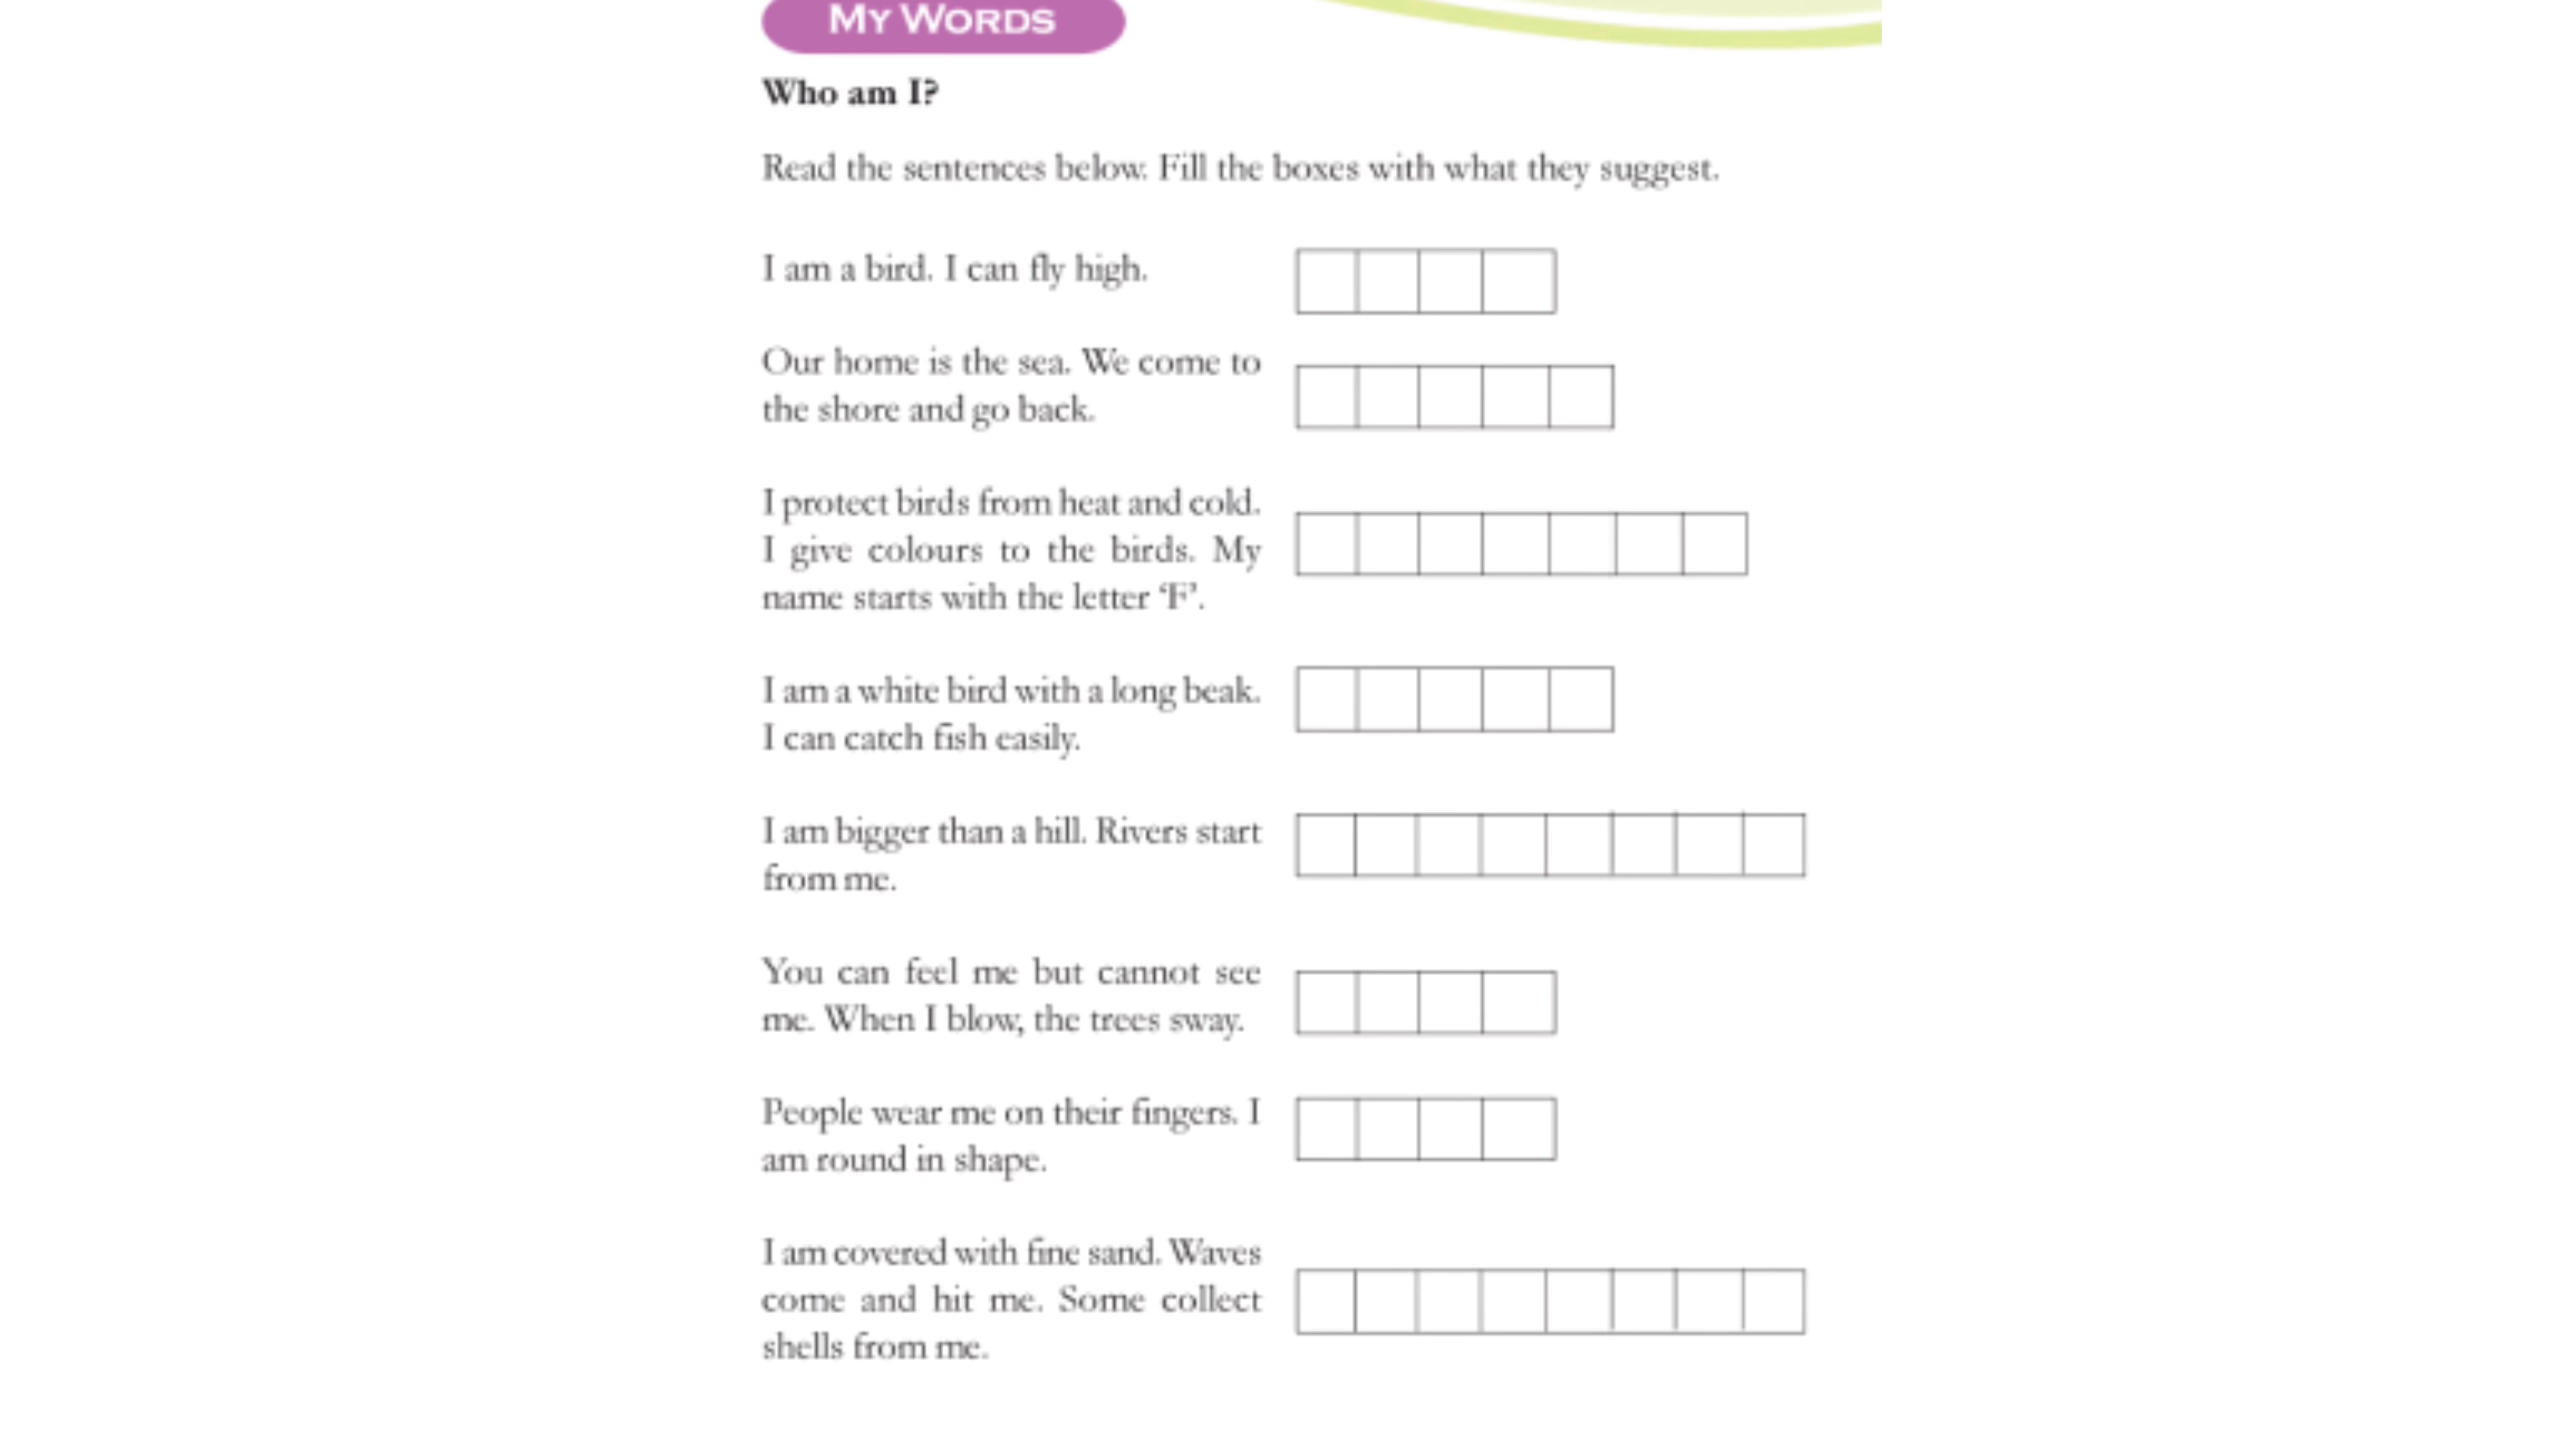 MY WORDS
Who am I?
Read the sentences below. Fill the boxes with what they suggest.
I am a bird. I can fly high.
Our home is the sea. We come to
the shore and go back.
I protect birds from heat and cold.
I give colours to the birds. My
name starts with the letter ‘F’.
I am a white bird with a long beak.
I can catch fish easily.
I am bigger than a hill. Rivers start
from me.
You can feel me but cannot see
me. When I blow, the trees sway.
People wear me on their fingers. I
am round in shape.
I am covered with fine sand. Waves
come and hit me. Some collect
shells from me.